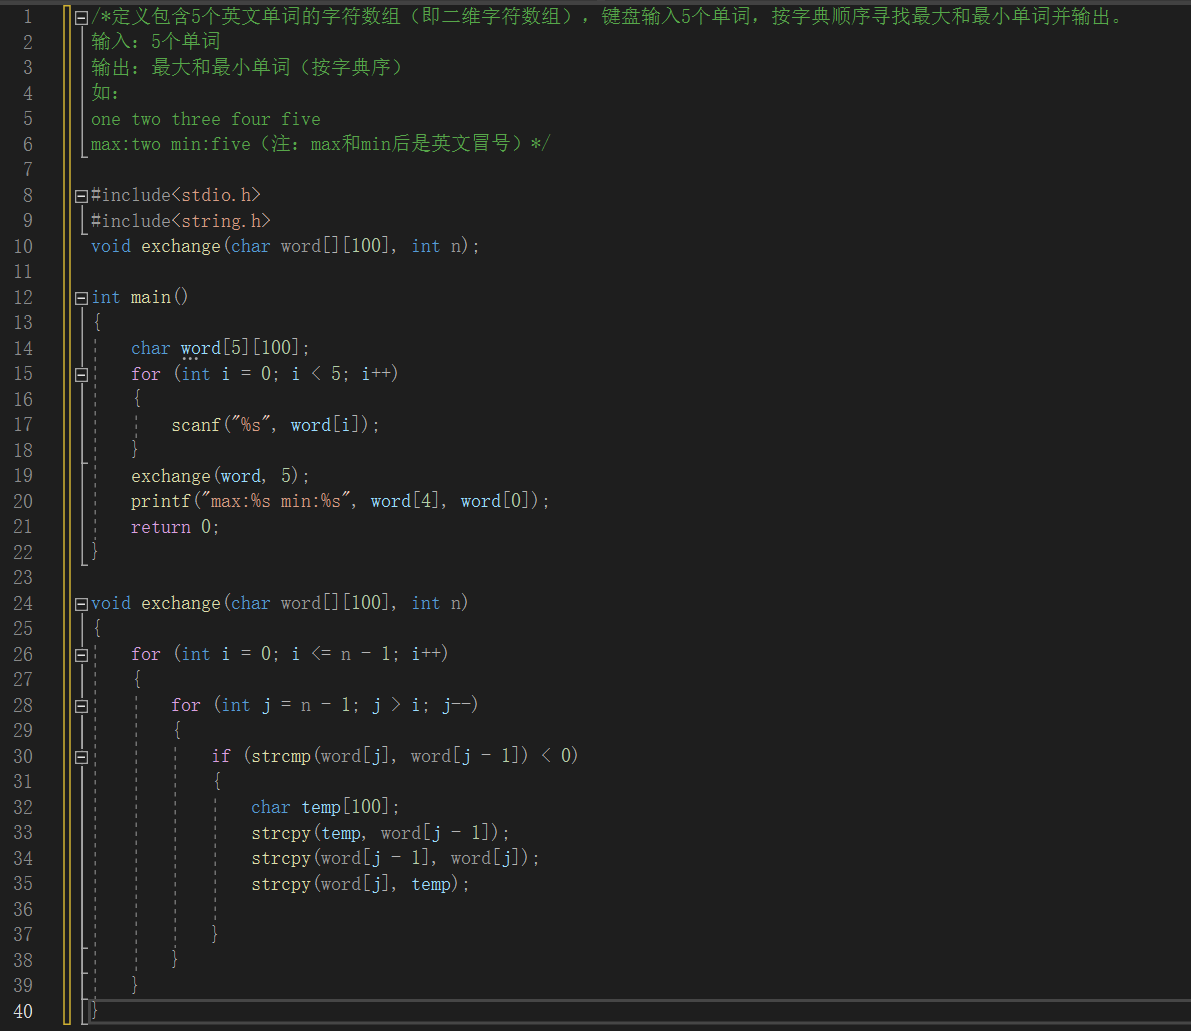 1 /*定义包含5个英文单词的字符数组（即二维字符数组），键盘输入5个单词，按字典顺序寻找最大和最小单词并输出。
2 输入：5个单词
3 输出：最大和最小单词（按字典序）
4 如：
5 one two three four five
6 max:two min:five（注：max和min后是英文冒号）*/
7
8 #include<stdio.h>
9 #include<string.h>
10 void exchange(char word[][100], int n);
11
12 int main()
13 {
14     char word[5][100];
15     for (int i = 0; i < 5; i++)
16     {
17         scanf("%s", word[i]);
18     }
19     exchange(word, 5);
20     printf("max:%s min:%s", word[4], word[0]);
21     return 0;
22 }
23
24 void exchange(char word[][100], int n)
25 {
26     for (int i = 0; i <= n - 1; i++)
27     {
28         for (int j = n - 1; j > i; j--)
29         {
30             if (strcmp(word[j], word[j - 1]) < 0)
31             {
32                 char temp[100];
33                 strcpy(temp, word[j - 1]);
34                 strcpy(word[j - 1], word[j]);
35                 strcpy(word[j], temp);
36
37             }
38         }
39     }
40 }